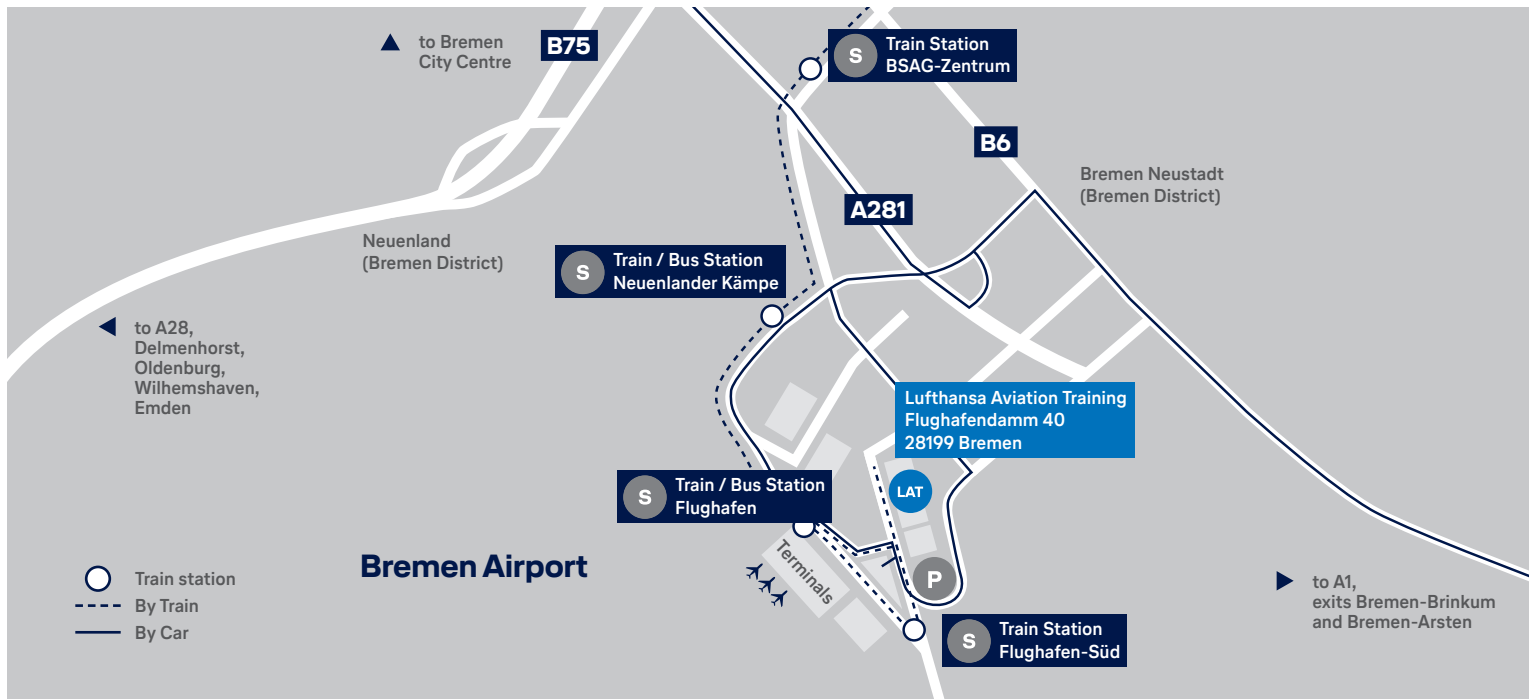 to Bremen
City Centre
B75
S
Train Station
BSAG-Zentrum
B6
Bremen Neustadt
(Bremen District)
A281
Neuenland
(Bremen District)
S
Train / Bus Station
Neuenlander Kämpe
to A28,
Delmenhorst,
Oldenburg,
Wilhemshaven,
Emden
Lufthansa Aviation Training
Flughafendamm 40
28199 Bremen
LAT
S
Train / Bus Station
Flughafen
Bremen Airport
Terminals
P
Train station
By Train
By Car
to A1,
exits Bremen-Brinkum
and Bremen-Arsten
S
Train Station
Flughafen-Süd